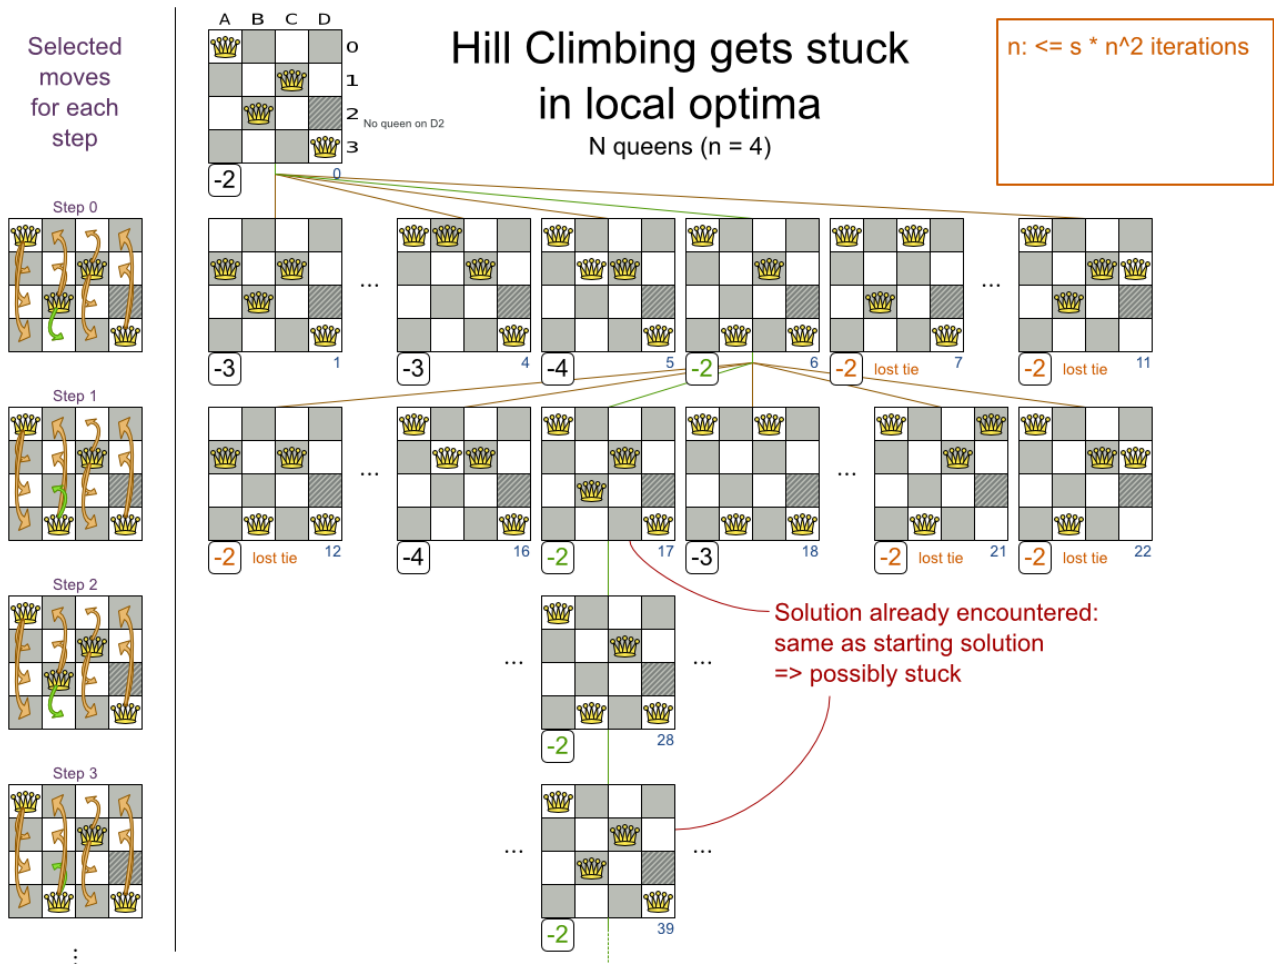 Selected
moves
for each
step
A B C D
0
1
2
3
No queen on D2
-2
0
Hill Climbing gets stuck
in local optima
N queens (n = 4)
n: <= s * n^2 iterations
Step 0
...
...
-3
1
-3
4
-4
5
-2
6
-2
lost tie
7
-2
lost tie
11
Step 1
...
...
-2
lost tie
12
-4
16
-2
17
-3
18
-2
lost tie
21
-2
lost tie
22
Step 2
...
...
-2
28
Solution already encountered:
same as starting solution
=> possibly stuck
Step 3
...
...
-2
39
...